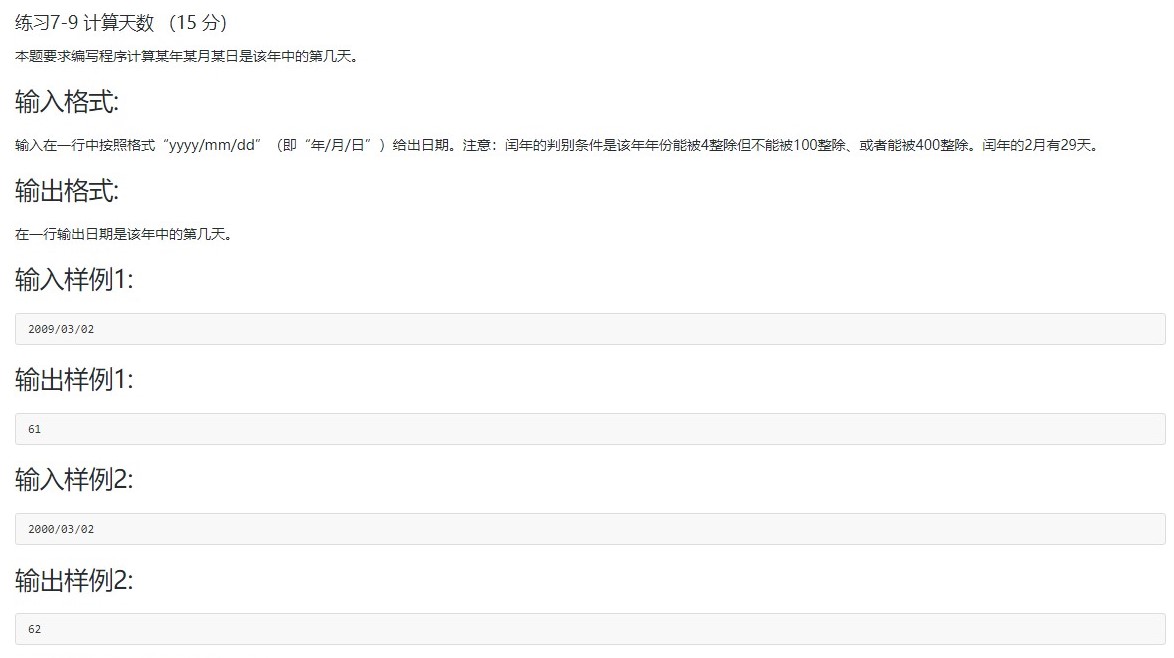 练习7-9 计算天数 （15 分）
本题要求编写程序计算某年某月某日是该年中的第几天。
输入格式:
输入在一行中按照格式“yyyy/mm/dd”（即“年/月/日”）给出日期。注意：闰年的判别条件是该年年份能被4整除但不能被100整除、或者能被400整除。闰年的2月有29天。
输出格式:
在一行输出日期是该年中的第几天。
输入样例1:
2009/03/02
输出样例1:
61
输入样例2:
2000/03/02
输出样例2:
62